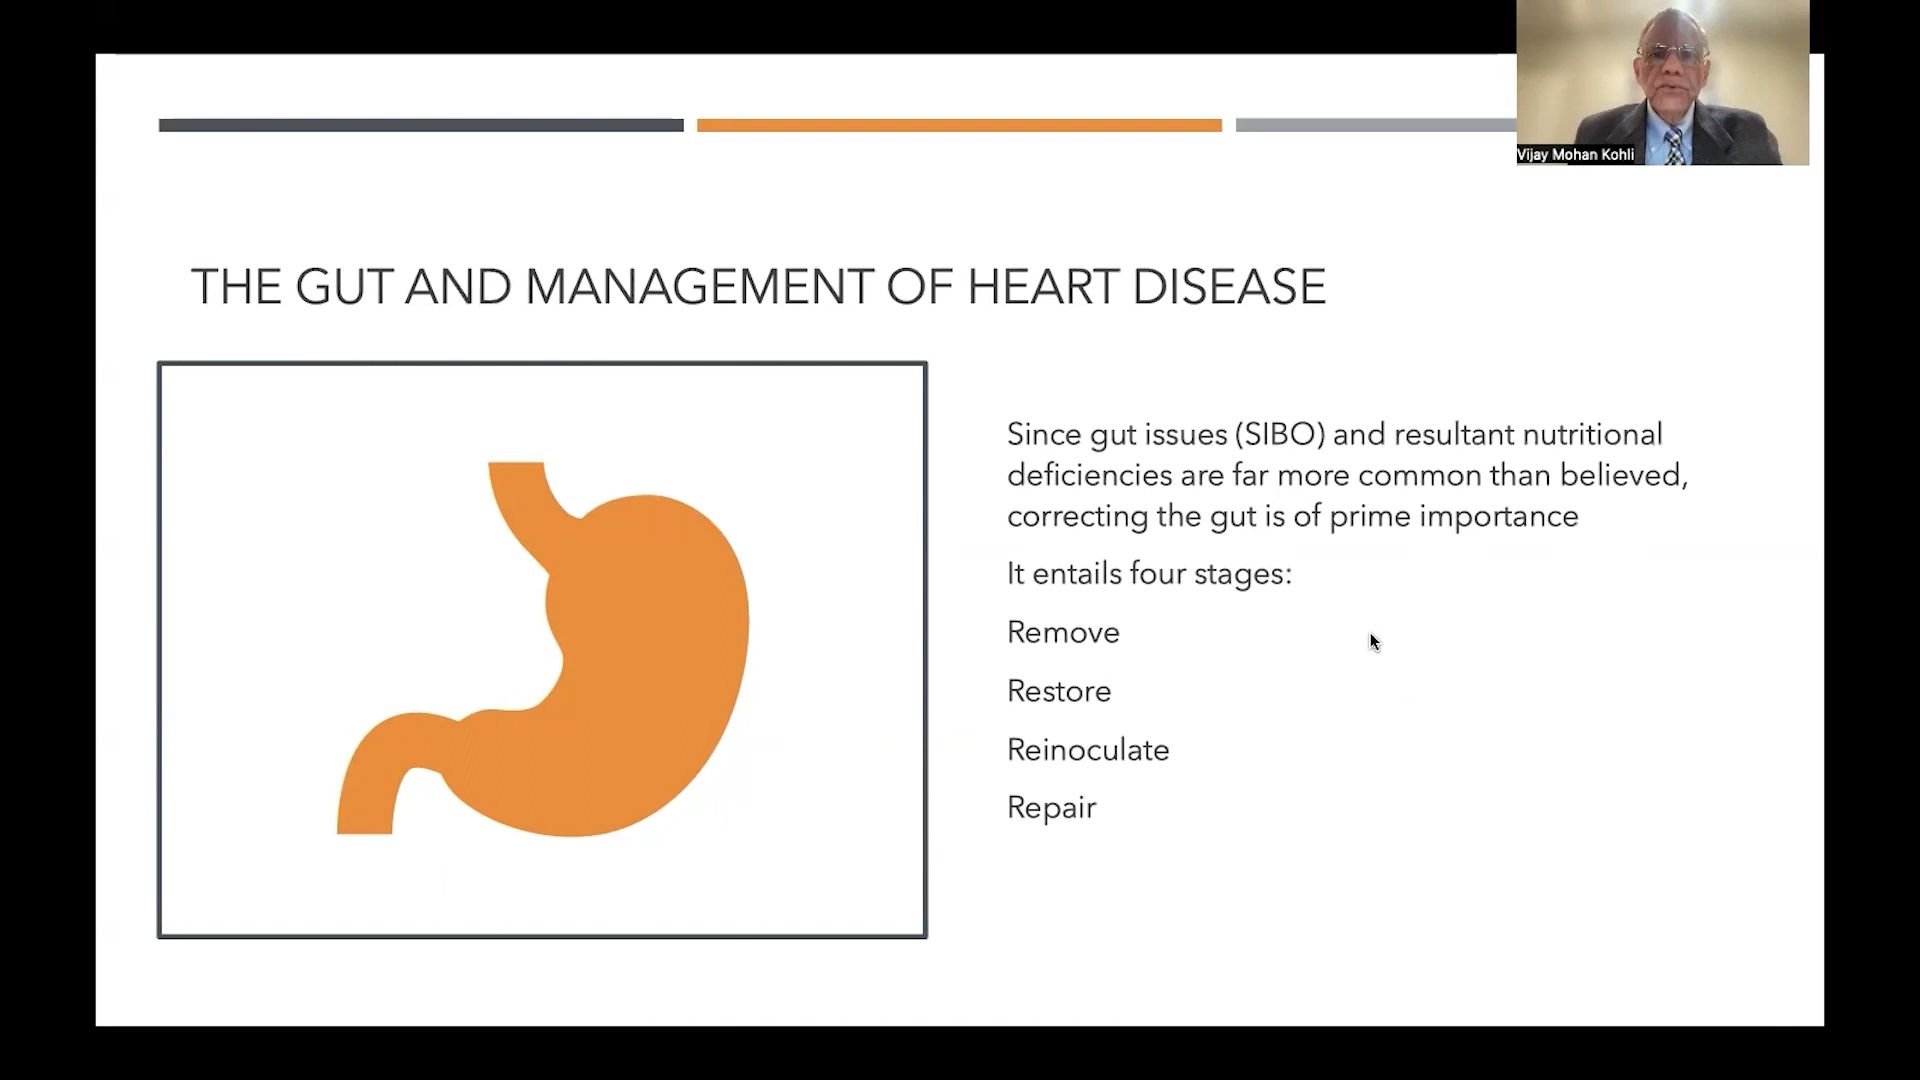 Vijay Mohan Kohli
THE GUT AND MANAGEMENT OF HEART DISEASE
Since gut issues (SIBO) and resultant nutritional
deficiencies are far more common than believed,
correcting the gut is of prime importance
It entails four stages:
Remove
Restore
Reinoculate
Repair